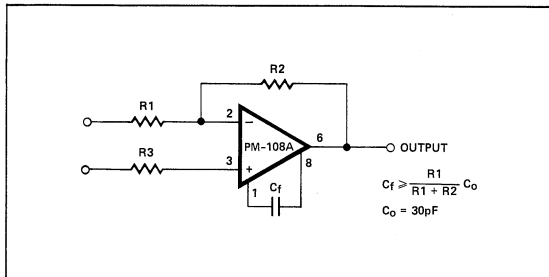 R2
R1
2
−
6
PM-108A
OUTPUT
8
R3
3
+
1
Cf
Cf ⩾ R1
R1 + R2 Co
Co = 30pF